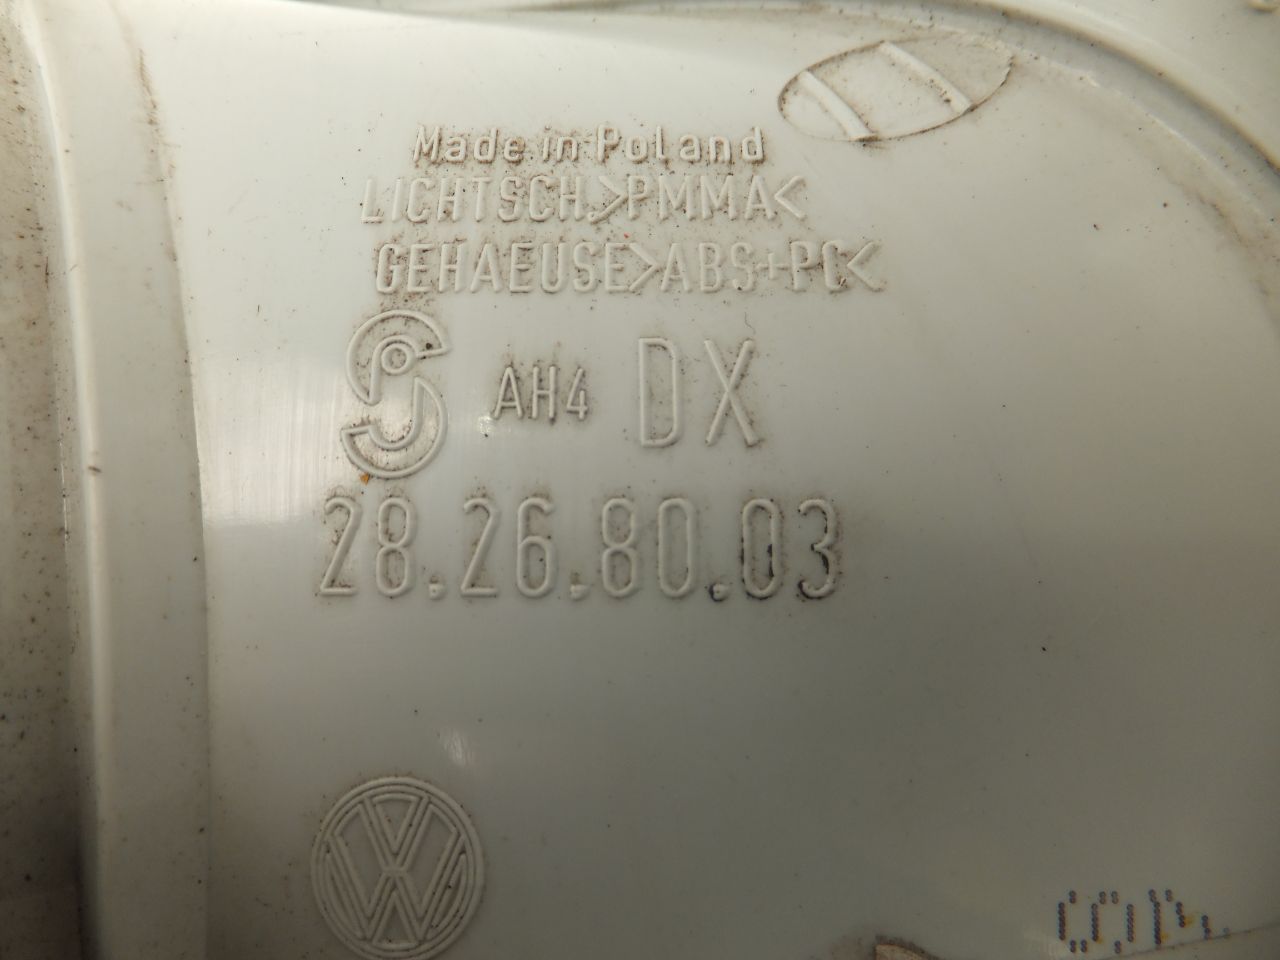 Made in Poland
LICHTSCH.>PMMA<
GEHAEUSE>ABS+PC<
AH4 DX
28.26.80.03